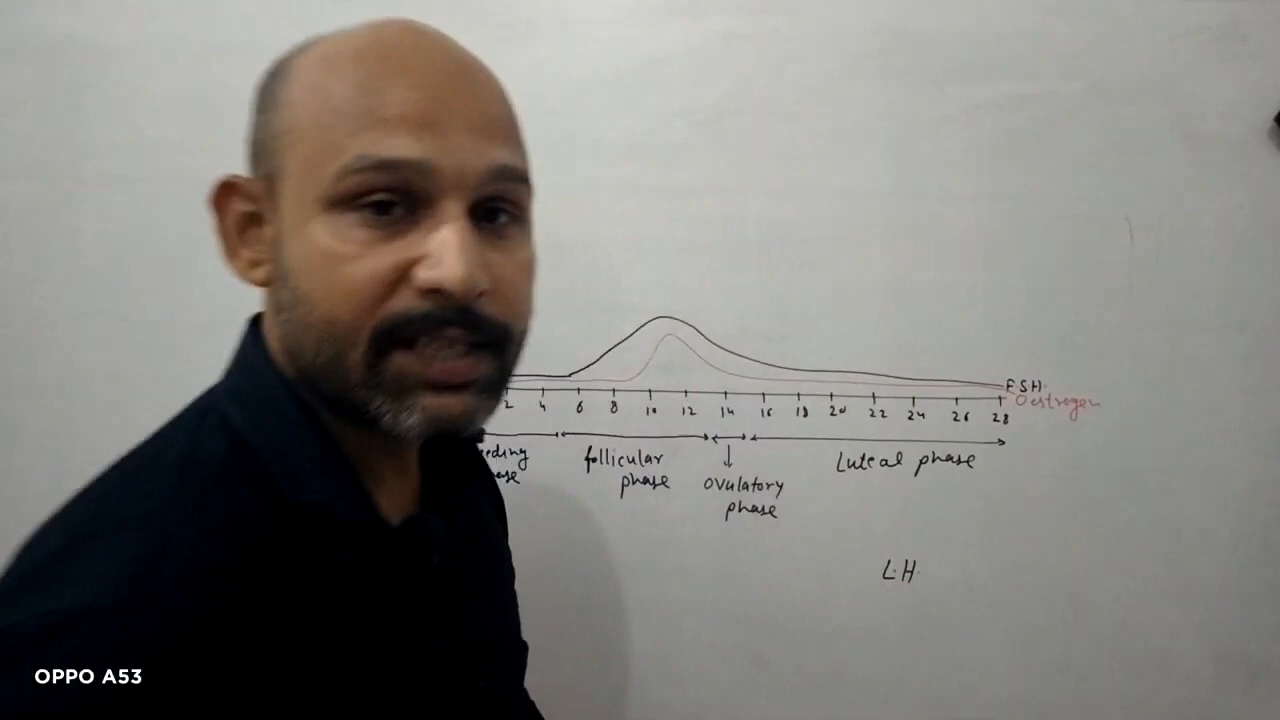 FSH.
Oestrogen
2 4 6 8 10 12 14 16 18 20 22 24 26 28
follicular
phase
ovulatory
phase
Luteal phase
L.H.
OPPO A53